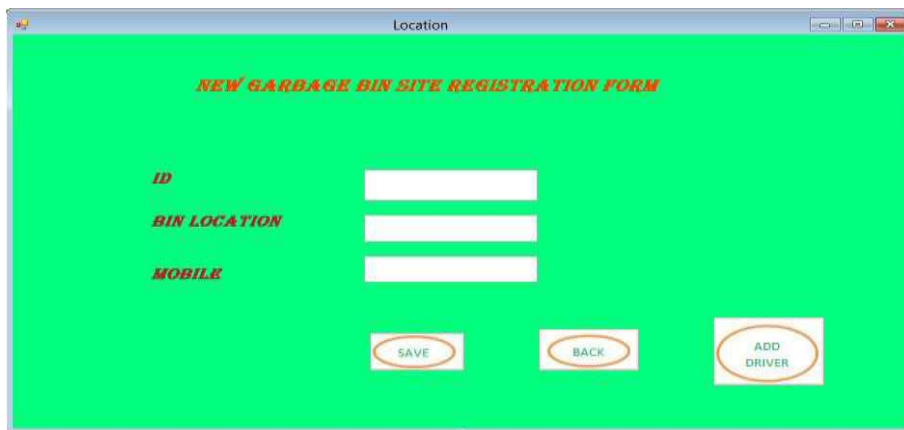 Location
NEW GARBAGE BIN SITE REGISTRATION FORM
ID
BIN LOCATION
MOBILE
SAVE
BACK
ADD
DRIVER